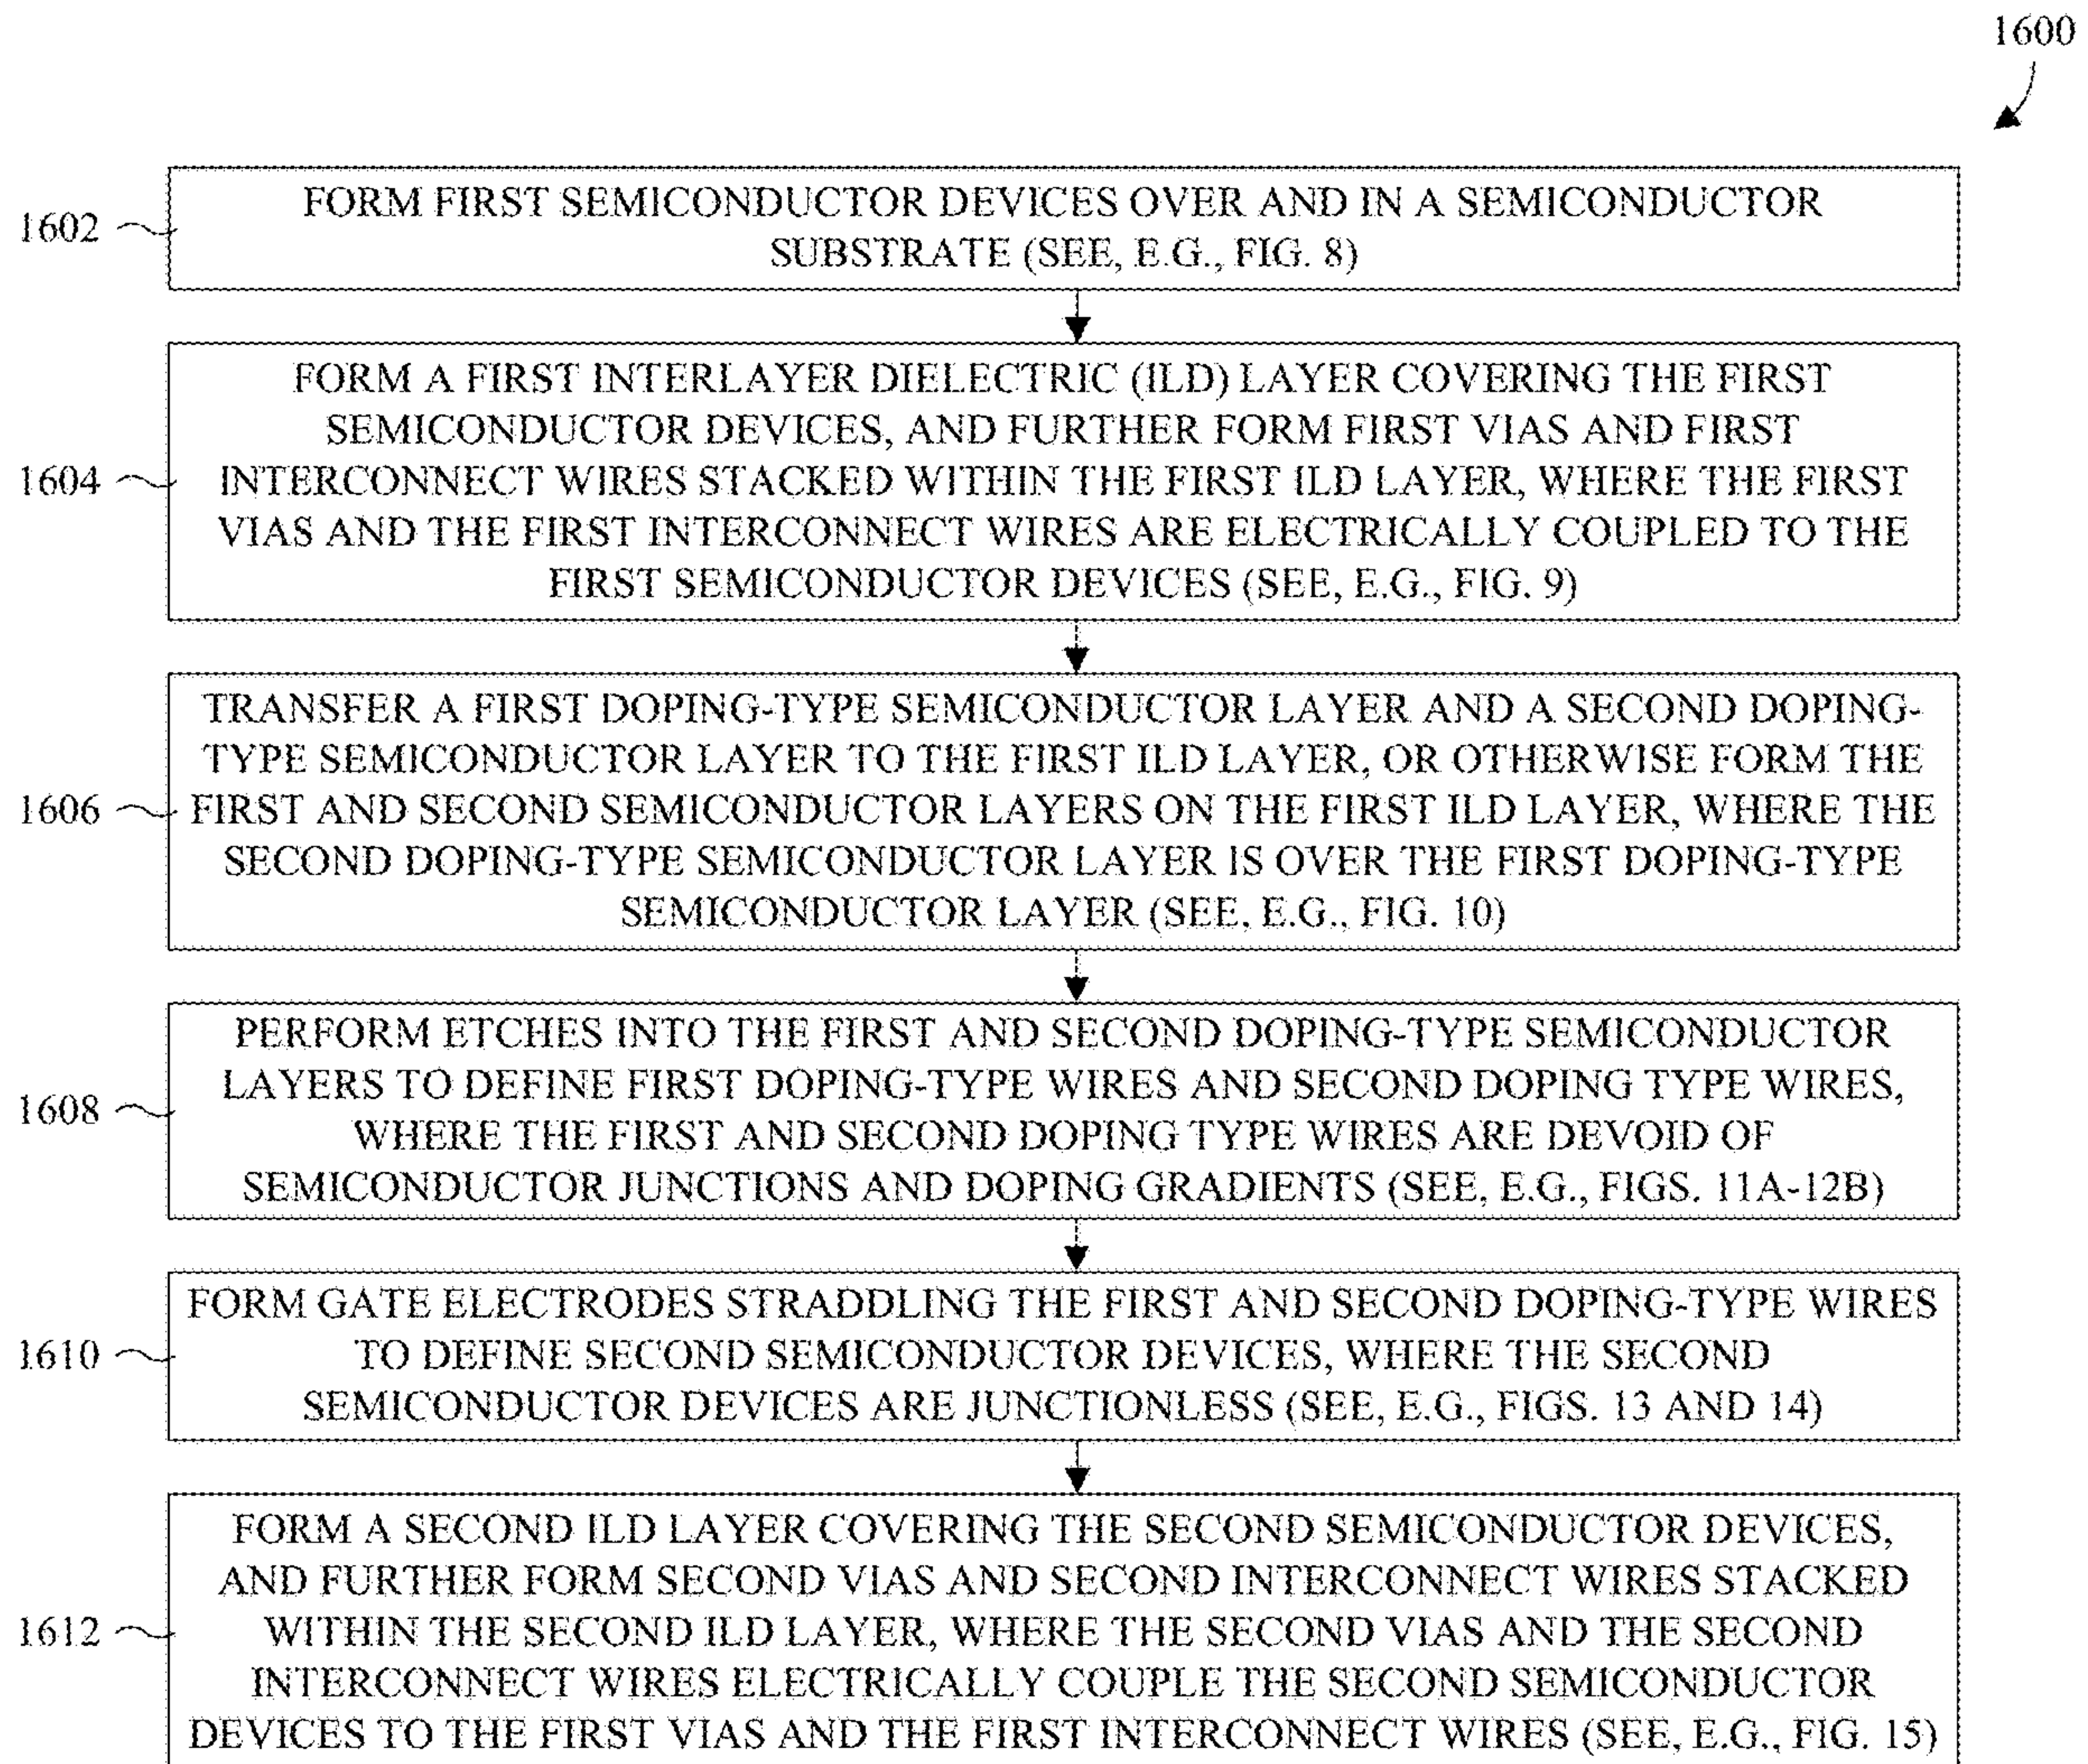 1600
1602
FORM FIRST SEMICONDUCTOR DEVICES OVER AND IN A SEMICONDUCTOR
SUBSTRATE (SEE, E.G., FIG. 8)
1604
FORM A FIRST INTERLAYER DIELECTRIC (ILD) LAYER COVERING THE FIRST
SEMICONDUCTOR DEVICES, AND FURTHER FORM FIRST VIAS AND FIRST
INTERCONNECT WIRES STACKED WITHIN THE FIRST ILD LAYER, WHERE THE FIRST
VIAS AND THE FIRST INTERCONNECT WIRES ARE ELECTRICALLY COUPLED TO THE
FIRST SEMICONDUCTOR DEVICES (SEE, E.G., FIG. 9)
1606
TRANSFER A FIRST DOPING-TYPE SEMICONDUCTOR LAYER AND A SECOND DOPING-
TYPE SEMICONDUCTOR LAYER TO THE FIRST ILD LAYER, OR OTHERWISE FORM THE
FIRST AND SECOND SEMICONDUCTOR LAYERS ON THE FIRST ILD LAYER, WHERE THE
SECOND DOPING-TYPE SEMICONDUCTOR LAYER IS OVER THE FIRST DOPING-TYPE
SEMICONDUCTOR LAYER (SEE, E.G., FIG. 10)
1608
PERFORM ETCHES INTO THE FIRST AND SECOND DOPING-TYPE SEMICONDUCTOR
LAYERS TO DEFINE FIRST DOPING-TYPE WIRES AND SECOND DOPING TYPE WIRES,
WHERE THE FIRST AND SECOND DOPING TYPE WIRES ARE DEVOID OF
SEMICONDUCTOR JUNCTIONS AND DOPING GRADIENTS (SEE, E.G., FIGS. 11A-12B)
1610
FORM GATE ELECTRODES STRADDLING THE FIRST AND SECOND DOPING-TYPE WIRES
TO DEFINE SECOND SEMICONDUCTOR DEVICES, WHERE THE SECOND
SEMICONDUCTOR DEVICES ARE JUNCTIONLESS (SEE, E.G., FIGS. 13 AND 14)
1612
FORM A SECOND ILD LAYER COVERING THE SECOND SEMICONDUCTOR DEVICES,
AND FURTHER FORM SECOND VIAS AND SECOND INTERCONNECT WIRES STACKED
WITHIN THE SECOND ILD LAYER, WHERE THE SECOND VIAS AND THE SECOND
INTERCONNECT WIRES ELECTRICALLY COUPLE THE SECOND SEMICONDUCTOR
DEVICES TO THE FIRST VIAS AND THE FIRST INTERCONNECT WIRES (SEE, E.G., FIG. 15)